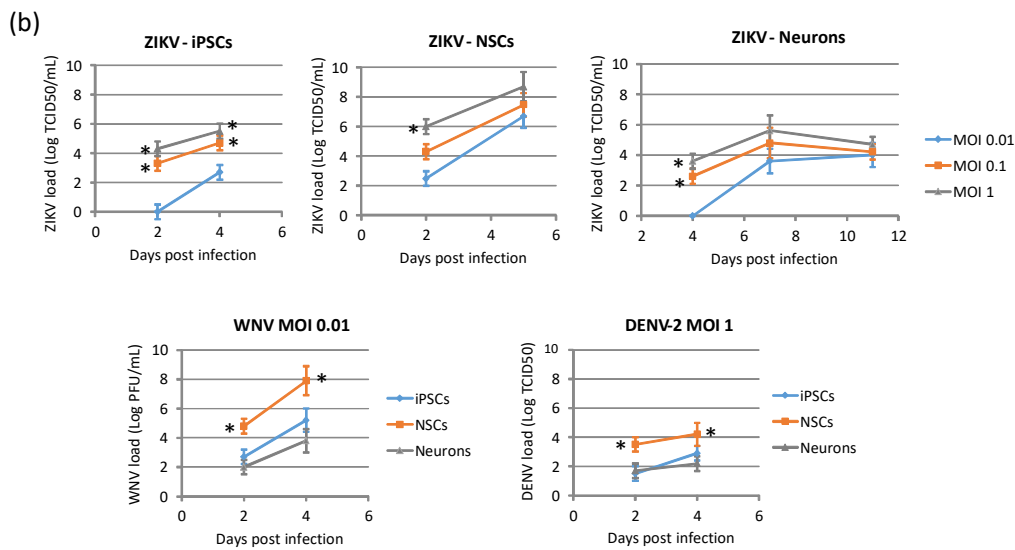 (b)
ZIKV - iPSCs
ZIKV - NSCs
ZIKV - Neurons
ZIKV load (Log TCID50/mL)
10
8
6
4
2
0
*
*
*
*
0 2 4 6
Days post infection
ZIKV load (Log TCID50/mL)
10
8
6
4
2
0
*
0 2 4 6
Days post infection
ZIKV load (Log TCID50/mL)
10
8
6
4
2
0
*
*
2 4 6 8 10 12
Days post infection
MOI 0.01
MOI 0.1
MOI 1
WNV MOI 0.01
WNV load (Log PFU/mL)
10
8
6
4
2
0
*
*
0 2 4 6
Days post infection
iPSCs
NSCs
Neurons
DENV-2 MOI 1
DENV load (Log TCID50)
10
8
6
4
2
0
*
*
0 2 4 6
Days post infection
iPSCs
NSCs
Neurons